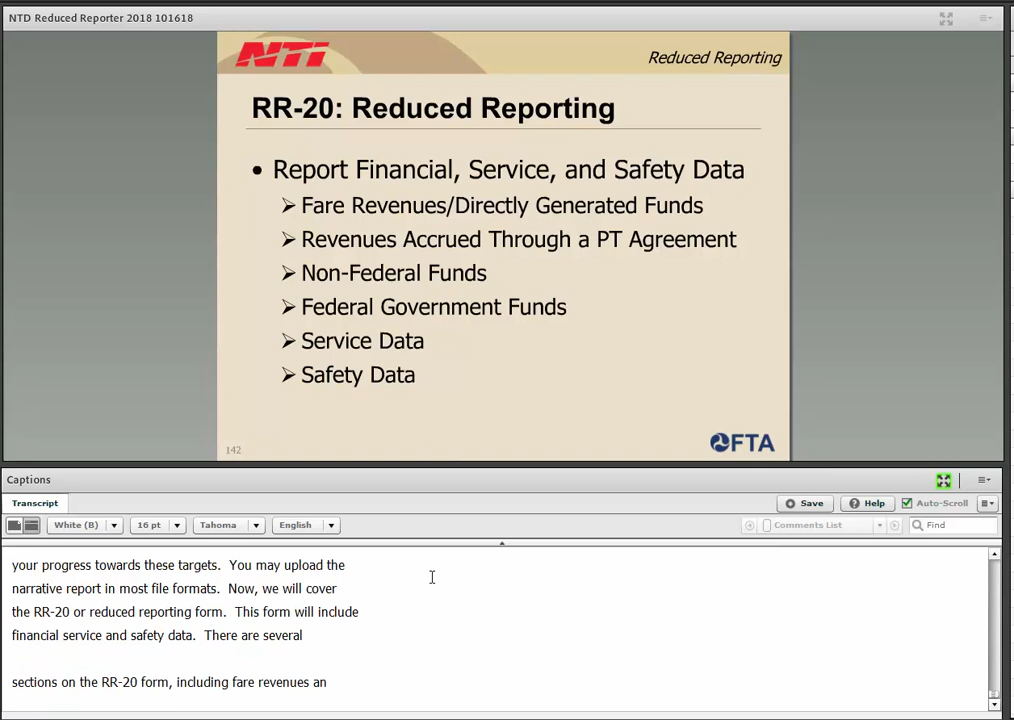 NTD Reduced Reporter 2018 101618
NTI
Reduced Reporting
RR-20: Reduced Reporting
• Report Financial, Service, and Safety Data
➢ Fare Revenues/Directly Generated Funds
➢ Revenues Accrued Through a PT Agreement
➢ Non-Federal Funds
➢ Federal Government Funds
➢ Service Data
➢ Safety Data
142
FTA
Captions
Transcript
Save
Help
Auto-Scroll
White (B)
16 pt
Tahoma
English
Comments List
Find
your progress towards these targets.  You may upload the
narrative report in most file formats.  Now, we will cover
the RR-20 or reduced reporting form.  This form will include
financial service and safety data.  There are several
sections on the RR-20 form, including fare revenues an